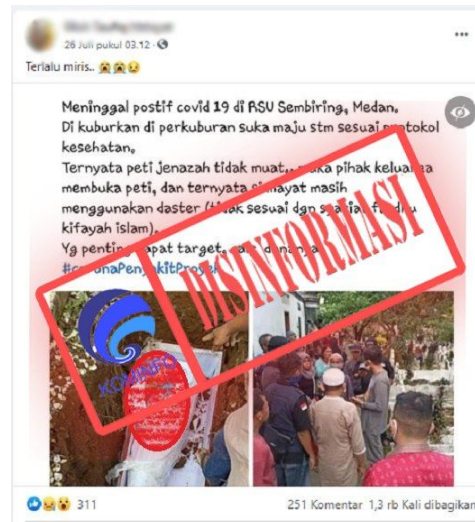 26 Juli pukul 03.12
Terlalu miris..
Meninggal postif covid 19 di RSU Sembiring, Medan.
Di kuburkan di perkuburan suka maju stm sesuai protokol
kesehatan.
Ternyata peti jenazah tidak muat.. maka pihak keluarga
membuka peti, dan ternyata mayat masih
menggunakan daster (tidak sesuai dgn
kifayah islam).
Yg penting dapat target,
DISINFORMASI
KOMINFO
311
251 Komentar 1,3 rb Kali dibagikan